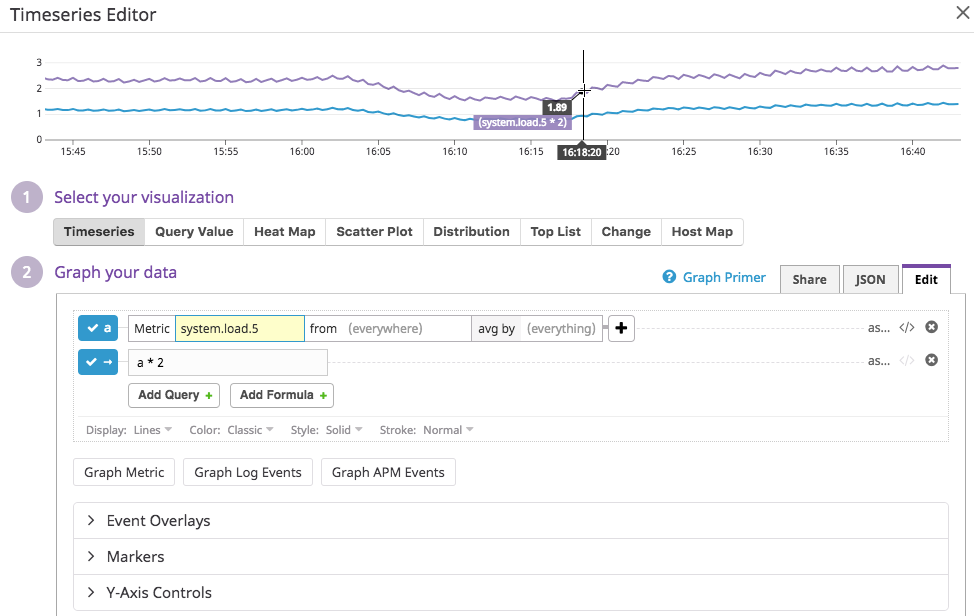 Timeseries Editor
3
2
1
0
1.89
(system.load.5 * 2)
15:45 15:50 15:55 16:00 16:05 16:10 16:15 16:18:20 :20 16:25 16:30 16:35 16:40
1 Select your visualization
Timeseries Query Value Heat Map Scatter Plot Distribution Top List Change Host Map
2 Graph your data
? Graph Primer Share JSON Edit
a Metric system.load.5 from (everywhere) avg by (everything) + as... </>
→ a * 2 as... </>
Add Query + Add Formula +
Display: Lines Color: Classic Style: Solid Stroke: Normal
Graph Metric Graph Log Events Graph APM Events
Event Overlays
Markers
Y-Axis Controls